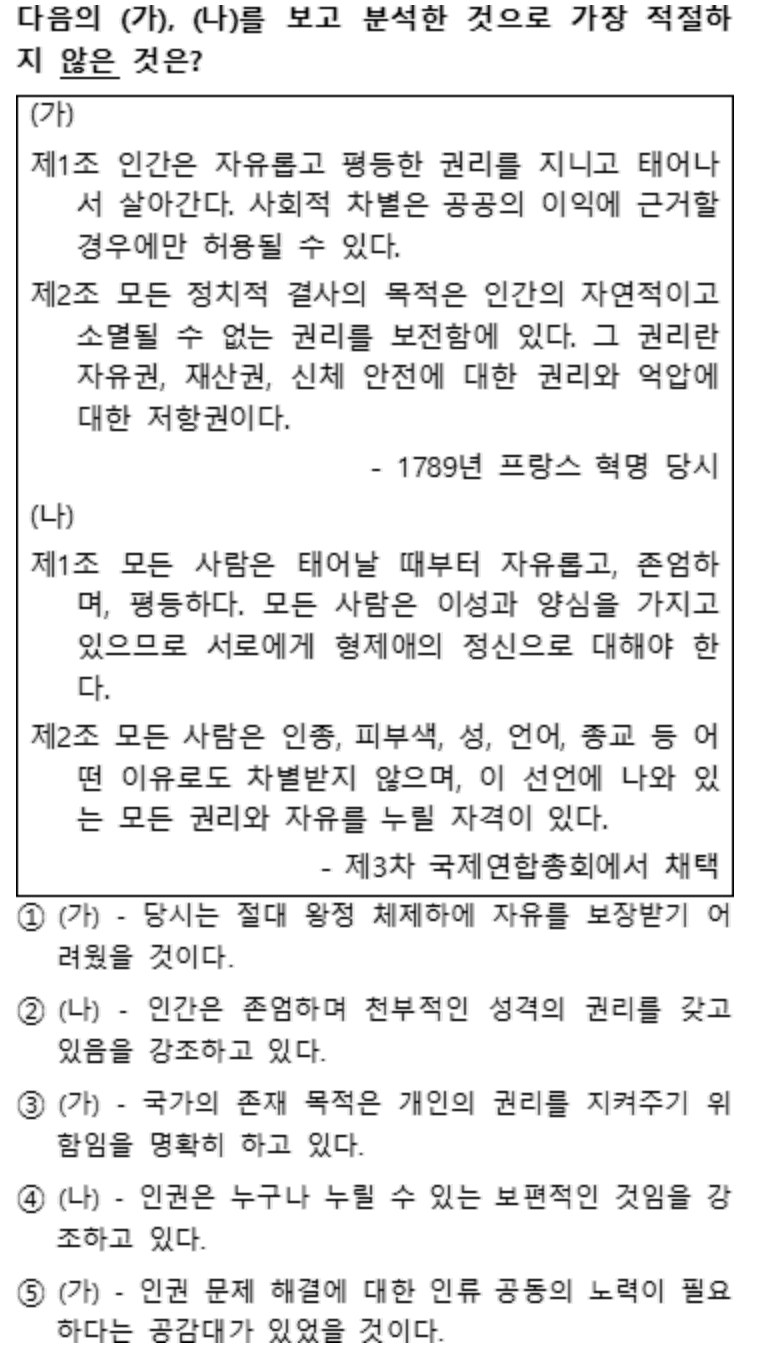 다음의 (가), (나)를 보고 분석한 것으로 가장 적절하
지 않은 것은?
(가)
제1조 인간은 자유롭고 평등한 권리를 지니고 태어나
서 살아간다. 사회적 차별은 공공의 이익에 근거할
경우에만 허용될 수 있다.
제2조 모든 정치적 결사의 목적은 인간의 자연적이고
소멸될 수 없는 권리를 보전함에 있다. 그 권리란
자유권, 재산권, 신체 안전에 대한 권리와 억압에
대한 저항권이다.
- 1789년 프랑스 혁명 당시
(나)
제1조 모든 사람은 태어날 때부터 자유롭고, 존엄하
며, 평등하다. 모든 사람은 이성과 양심을 가지고
있으므로 서로에게 형제애의 정신으로 대해야 한
다.
제2조 모든 사람은 인종, 피부색, 성, 언어, 종교 등 어
떤 이유로도 차별받지 않으며, 이 선언에 나와 있
는 모든 권리와 자유를 누릴 자격이 있다.
- 제3차 국제연합총회에서 채택
① (가) - 당시는 절대 왕정 체제하에 자유를 보장받기 어
려웠을 것이다.
② (나) - 인간은 존엄하며 천부적인 성격의 권리를 갖고
있음을 강조하고 있다.
③ (가) - 국가의 존재 목적은 개인의 권리를 지켜주기 위
함임을 명확히 하고 있다.
④ (나) - 인권은 누구나 누릴 수 있는 보편적인 것임을 강
조하고 있다.
⑤ (가) - 인권 문제 해결에 대한 인류 공동의 노력이 필요
하다는 공감대가 있었을 것이다.